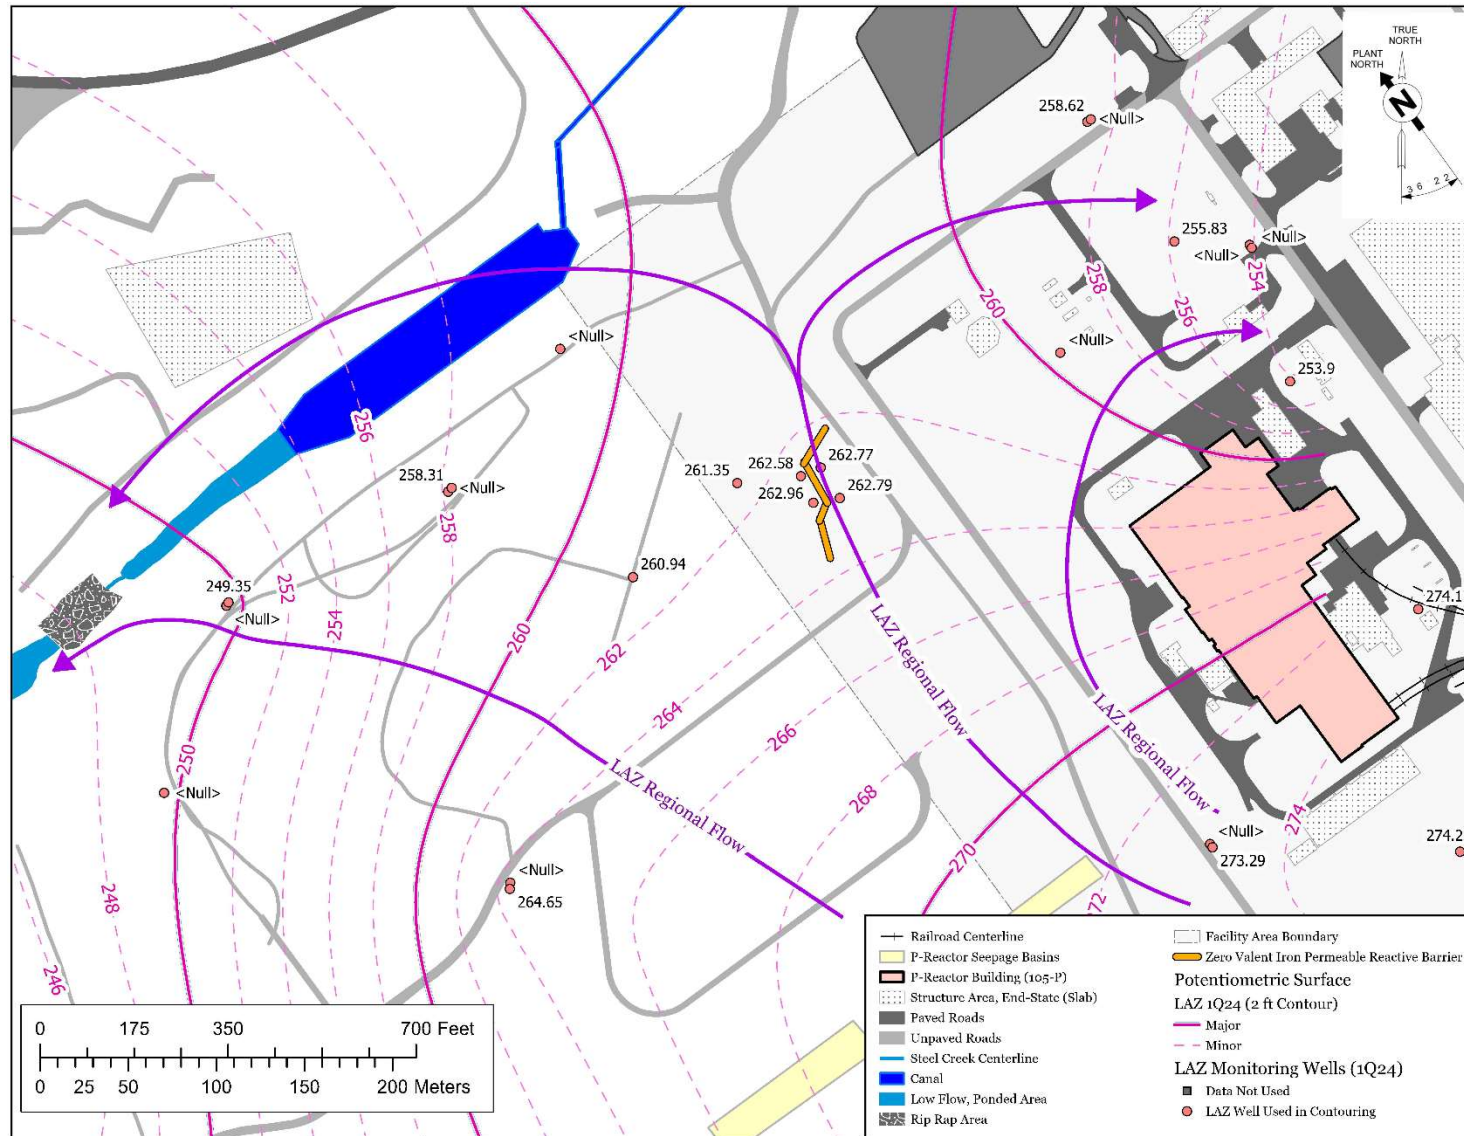 TRUE
NORTH
PLANT
NORTH
N
36 22
258.62
<Null>
255.83
<Null>
<Null>
258
256
254
260
<Null>
<Null>
253.9
256
258.31
<Null>
258
261.35
262.58
262.77
262.96
262.79
260.94
249.35
<Null>
252
254
260
262
264
266
268
270
272
274
274.1
LAZ Regional Flow
LAZ Regional Flow
LAZ Regional Flow
250
<Null>
248
246
<Null>
264.65
<Null>
273.29
274.2
0 175 350 700 Feet
0 25 50 100 150 200 Meters
Railroad Centerline
P-Reactor Seepage Basins
P-Reactor Building (105-P)
Structure Area, End-State (Slab)
Paved Roads
Unpaved Roads
Steel Creek Centerline
Canal
Low Flow, Ponded Area
Rip Rap Area
Facility Area Boundary
Zero Valent Iron Permeable Reactive Barrier
Potentiometric Surface
LAZ 1Q24 (2 ft Contour)
Major
Minor
LAZ Monitoring Wells (1Q24)
Data Not Used
LAZ Well Used in Contouring